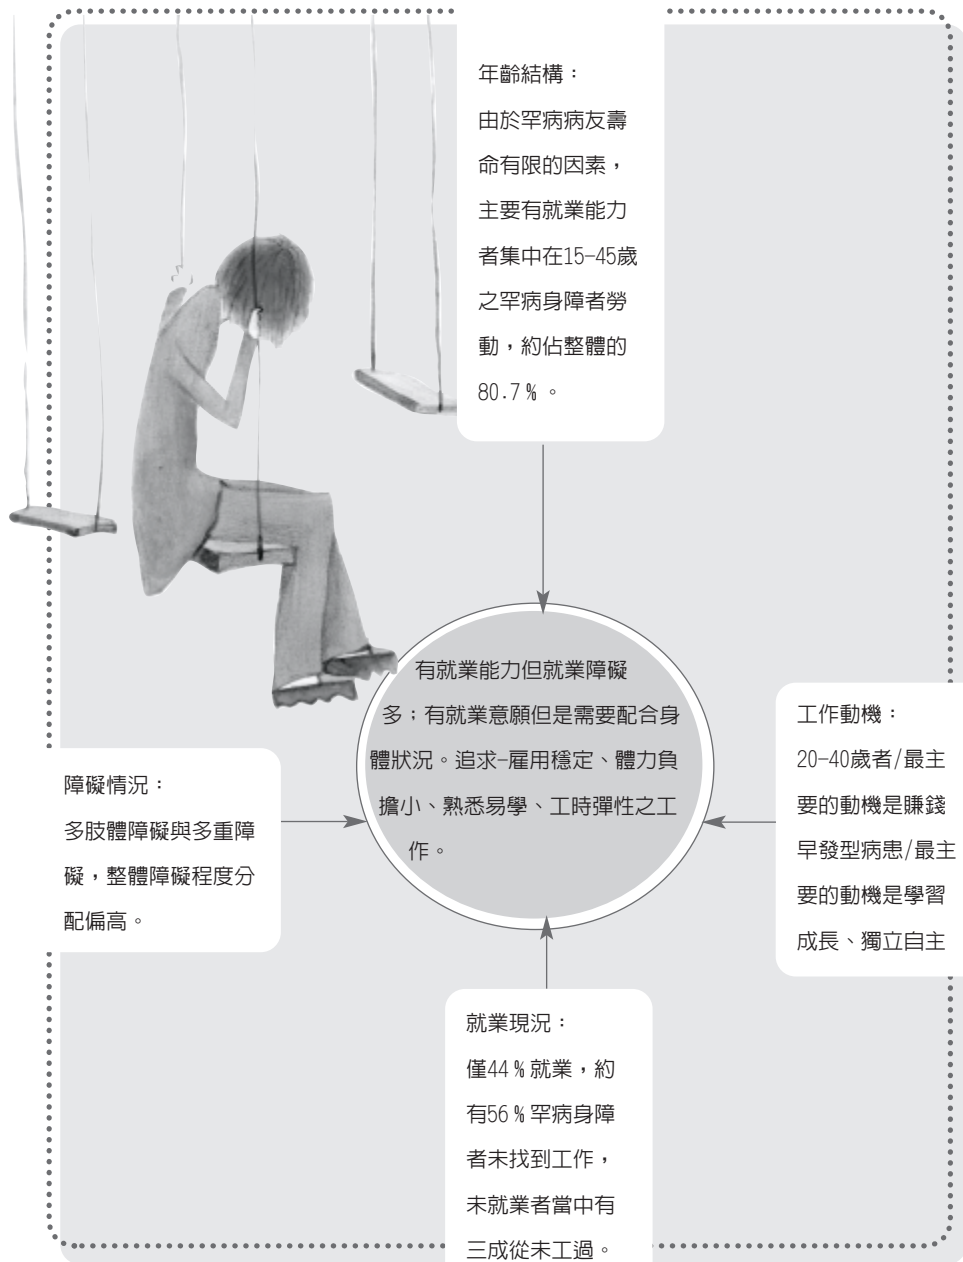 年齡結構：
由於罕病病友壽
命有限的因素，
主要有就業能力
者集中在15-45歲
之罕病身障者勞
動，約佔整體的
80.7%。
有就業能力但就業障礙
多；有就業意願但是需要配合身
體狀況。追求-雇用穩定、體力負
擔小、熟悉易學、工時彈性之工
作。
障礙情況：
多肢體障礙與多重障
礙，整體障礙程度分
配偏高。
工作動機：
20-40歲者/最主
要的動機是賺錢
早發型病患/最主
要的動機是學習
成長、獨立自主
就業現況：
僅44%就業，約
有56%罕病身障
者未找到工作，
未就業者當中有
三成從未工過。